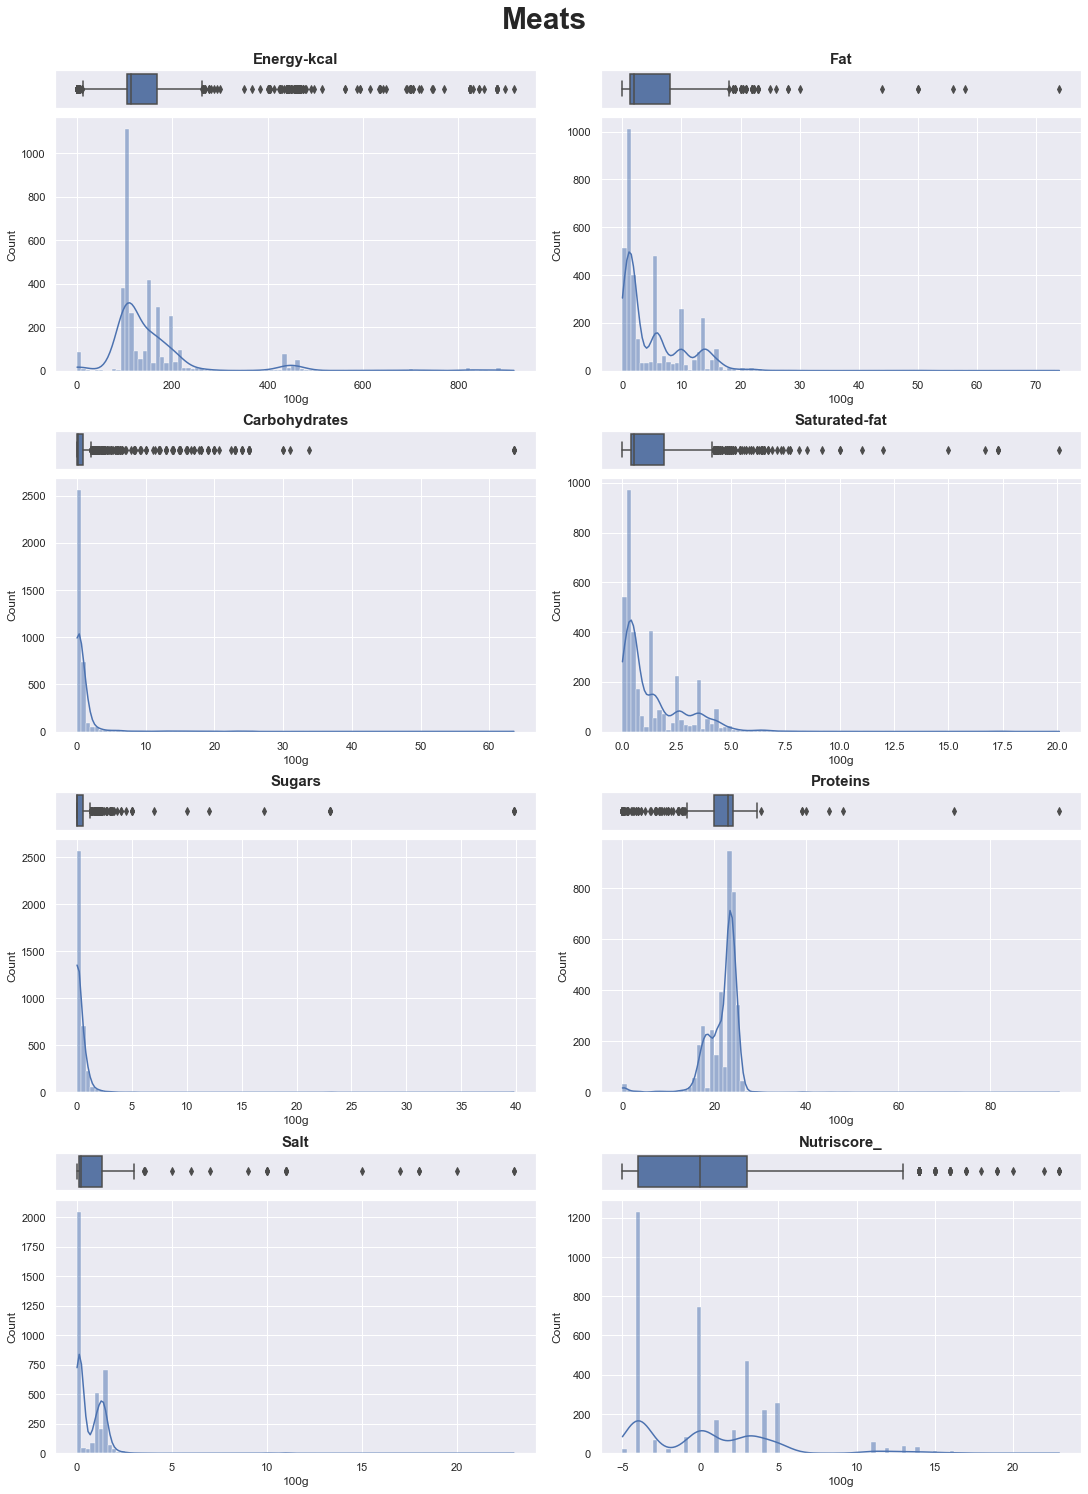 Meats
Energy-kcal
Fat
1000
800
600
400
200
0
Count
0 200 400 600 800
100g
1000
800
600
400
200
0
Count
0 10 20 30 40 50 60 70
100g
Carbohydrates
Saturated-fat
2500
2000
1500
1000
500
0
Count
0 10 20 30 40 50 60
100g
1000
800
600
400
200
0
Count
0.0 2.5 5.0 7.5 10.0 12.5 15.0 17.5 20.0
100g
Sugars
Proteins
2500
2000
1500
1000
500
0
Count
0 5 10 15 20 25 30 35 40
100g
800
600
400
200
0
Count
0 20 40 60 80
100g
Salt
Nutriscore_
2000
1750
1500
1250
1000
750
500
250
0
Count
0 5 10 15 20
100g
1200
1000
800
600
400
200
0
Count
−5 0 5 10 15 20
100g